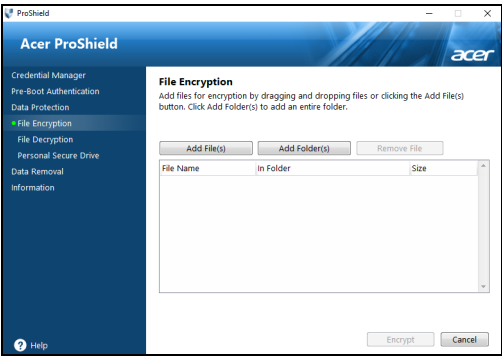 ProShield
Acer ProShield
acer
Credential Manager
Pre-Boot Authentication
Data Protection
File Encryption
File Decryption
Personal Secure Drive
Data Removal
Information
File Encryption
Add files for encryption by dragging and dropping files or clicking the Add File(s)
button. Click Add Folder(s) to add an entire folder.
Add File(s) Add Folder(s) Remove File
File Name In Folder Size
? Help
Encrypt Cancel